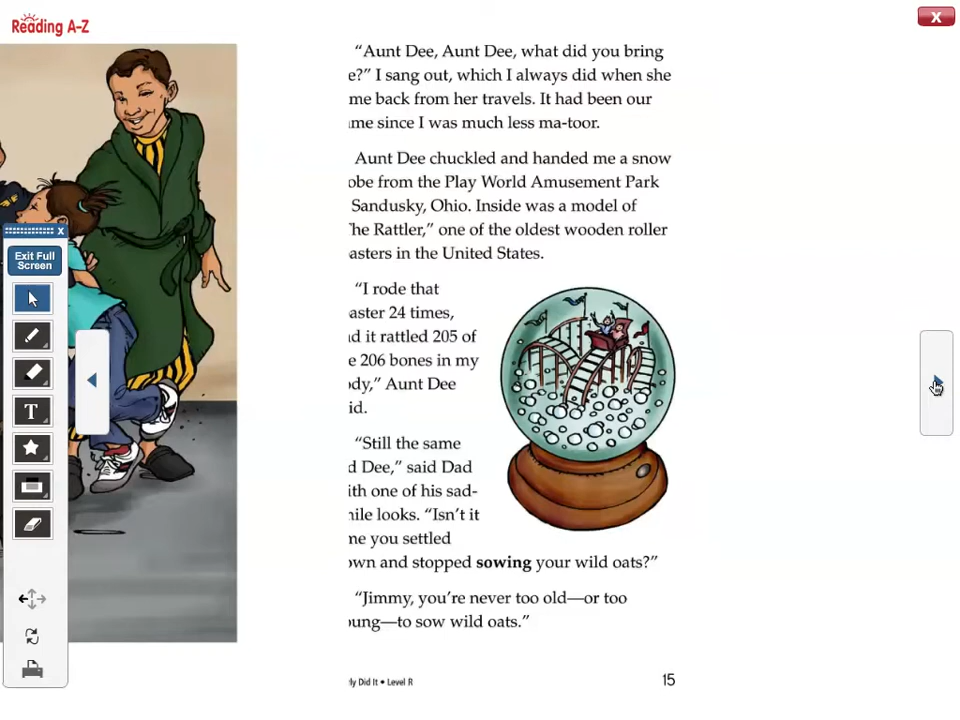 Reading A-Z
X
x
Exit Full
Screen
T
"Aunt Dee, Aunt Dee, what did you bring
e?" I sang out, which I always did when she
me back from her travels. It had been our
me since I was much less ma-toor.
Aunt Dee chuckled and handed me a snow
obe from the Play World Amusement Park
Sandusky, Ohio. Inside was a model of
he Rattler," one of the oldest wooden roller
asters in the United States.
"I rode that
aster 24 times,
d it rattled 205 of
e 206 bones in my
dy," Aunt Dee
id.
"Still the same
d Dee," said Dad
ith one of his sad-
ile looks. "Isn't it
me you settled
own and stopped sowing your wild oats?"
"Jimmy, you're never too old—or too
ung—to sow wild oats."
ly Did It • Level R
15